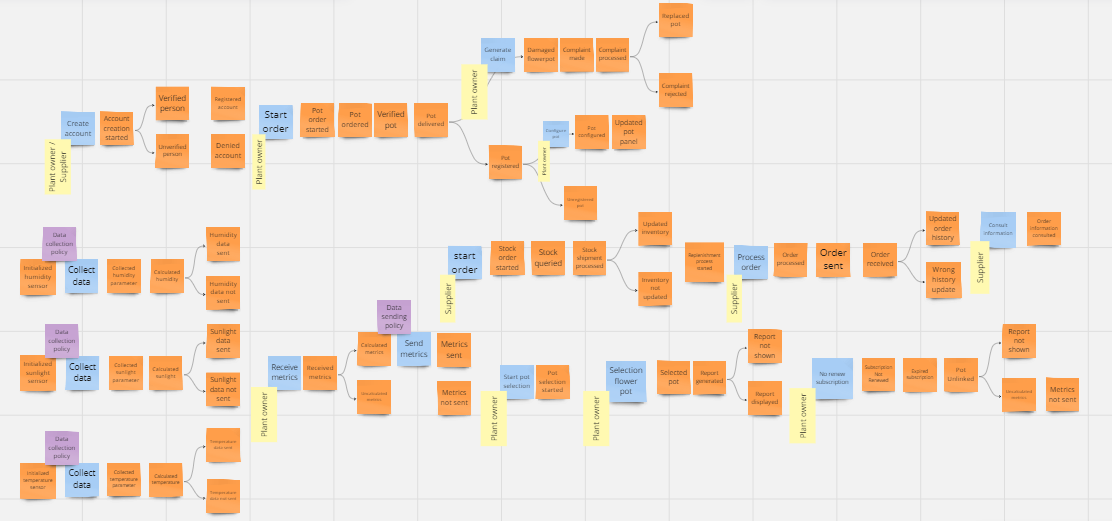 Replaced
pot
Generate
claim
Damaged
flowerpot
Complaint
made
Complaint
processed
Complaint
rejected
Plant owner
Create
account
Account
creation
started
Verified
person
Unverified
person
Registered
account
Denied
account
Plant owner /
Supplier
Start
order
Plant owner
Pot
order
started
Pot
ordered
Verified
pot
Pot
delivered
Pot
registered
Plant owner
Configure
pot
Pot
configured
Updated
pot
panel
Unregistered
pot
Data
collection
policy
Initialized
humidity
sensor
Collect
data
Collected
humidity
parameter
Calculated
humidity
Humidity
data
sent
Humidity
data not
sent
start
order
Supplier
Stock
order
started
Stock
queried
Stock
shipment
processed
Updated
inventory
Inventory
not
updated
Replenishment
process
started
Process
order
Supplier
Order
processed
Order
sent
Order
received
Updated
order
history
Wrong
history
update
Consult
information
Supplier
Order
information
consulted
Data
collection
policy
Initialized
sunlight
sensor
Collect
data
Collected
sunlight
parameter
Calculated
sunlight
Sunlight
data
sent
Sunlight
data not
sent
Receive
metrics
Plant owner
Received
metrics
Calculated
metrics
Data
sending
policy
Send
metrics
Metrics
sent
Metrics
not sent
Start pot
selection
Plant owner
Pot
selection
started
Selection
flower
pot
Plant owner
Selected
pot
Report
generated
Report
not
shown
Report
displayed
No renew
subscription
Plant owner
Subscription
Not
Renewed
Expired
subscription
Pot
Unlinked
Report
not
shown
Metrics
not sent
Data
collection
policy
Initialized
temperature
sensor
Collect
data
Collected
temperature
parameter
Calculated
temperature
Temperature
data sent
Temperature
data not sent